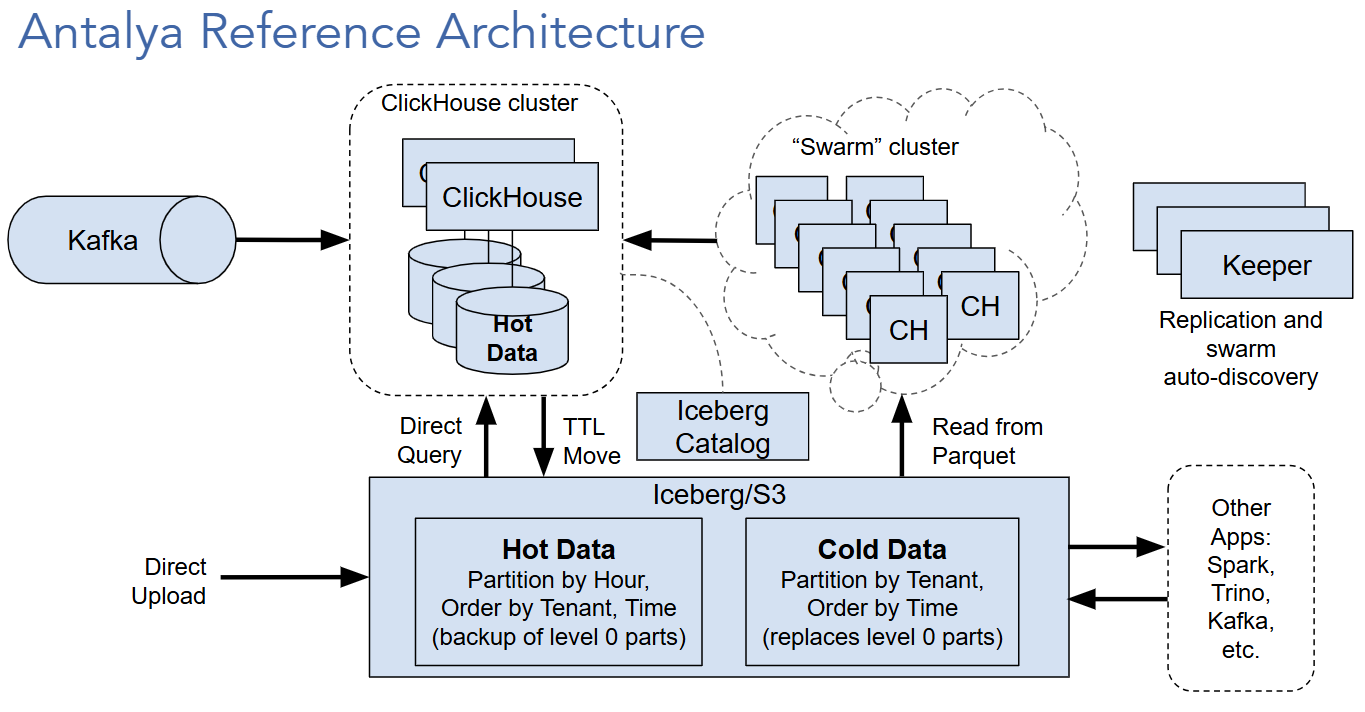 Antalya Reference Architecture
ClickHouse cluster
ClickHouse
Hot
Data
Kafka
“Swarm” cluster
CH
CH
Keeper
Replication and
swarm
auto-discovery
Direct
Query
TTL
Move
Iceberg
Catalog
Read from
Parquet
Iceberg/S3
Hot Data
Partition by Hour,
Order by Tenant, Time
(backup of level 0 parts)
Cold Data
Partition by Tenant,
Order by Time
(replaces level 0 parts)
Direct
Upload
Other
Apps:
Spark,
Trino,
Kafka,
etc.